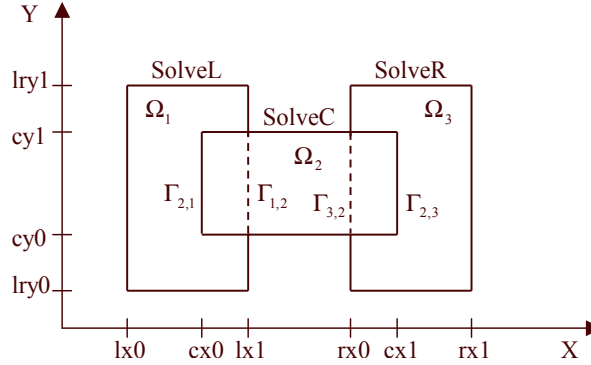 Y
SolveL SolveR
lry1
Ω₁ SolveC Ω₃
cy1
Ω₂
Γ₂,₁ Γ₁,₂ Γ₃,₂ Γ₂,₃
cy0
lry0
lx0 cx0 lx1 rx0 cx1 rx1 X